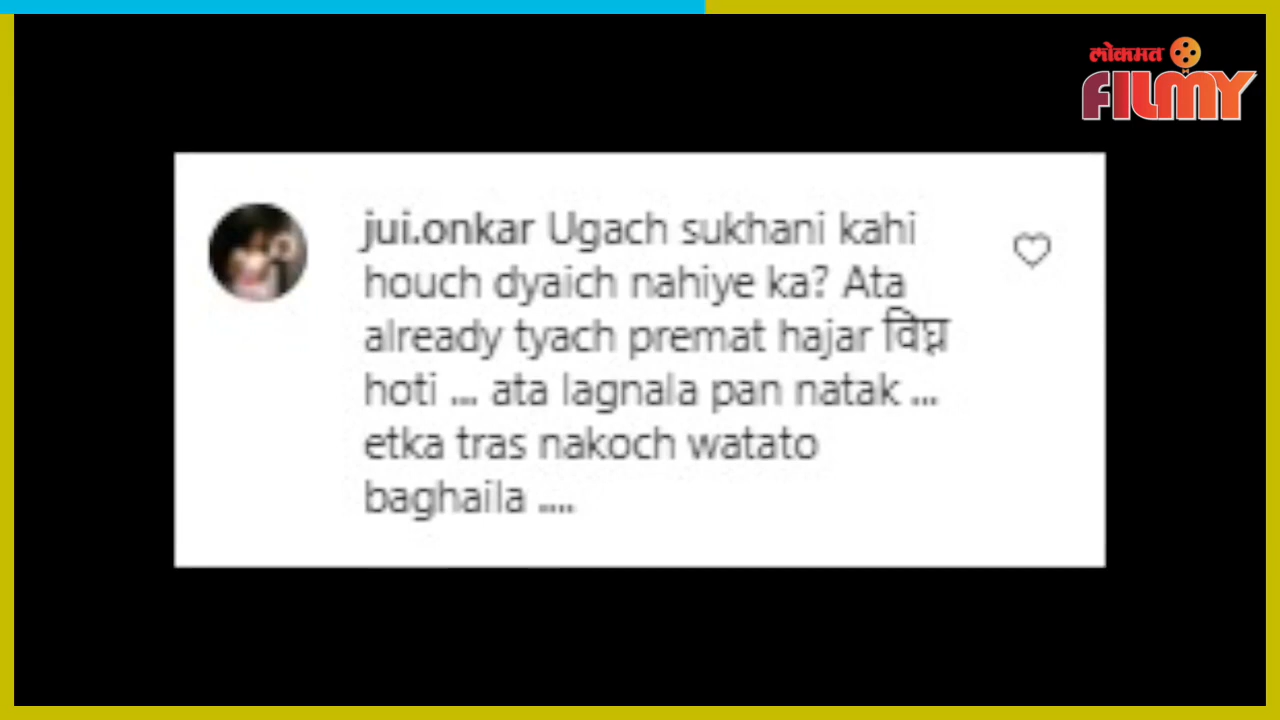 लोकमत
FILMY
jui.onkar Ugach sukhani kahi
houch dyaich nahiye ka? Ata
already tyach premat hajar विघ्न
hoti ... ata lagnala pan natak ...
etka tras nakoch watato
baghaila ....